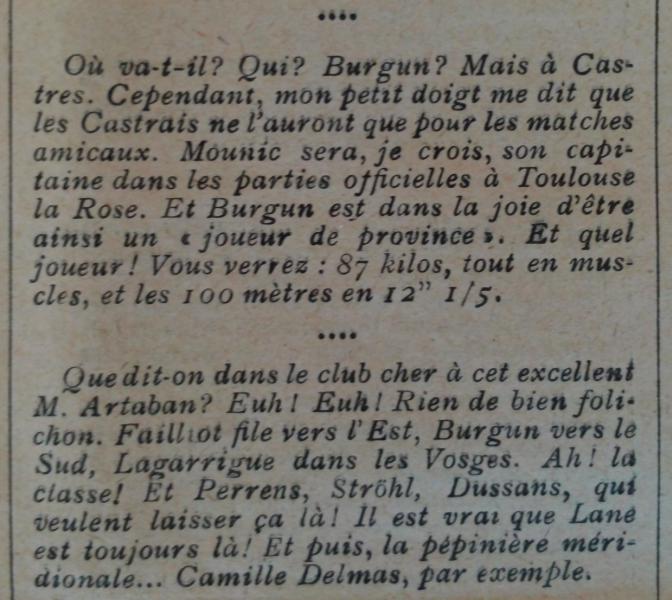 ••••
Où va-t-il? Qui? Burgun? Mais à Cas-
tres. Cependant, mon petit doigt me dit que
les Castrais ne l'auront que pour les matches
amicaux. Mounic sera, je crois, son capi-
taine dans les parties officielles à Toulouse
la Rose. Et Burgun est dans la joie d'être
ainsi un « joueur de province ». Et quel
joueur! Vous verrez : 87 kilos, tout en mus-
cles, et les 100 mètres en 12" 1/5.
••••
Que dit-on dans le club cher à cet excellent
M. Artaban? Euh! Euh! Rien de bien foli-
chon. Failliot file vers l'Est, Burgun vers le
Sud, Lagarrigue dans les Vosges. Ah! la
classe! Et Perrens, Ströhl, Dussans, qui
veulent laisser ça là! Il est vrai que Lane
est toujours là! Et puis, la pépinière méri-
dionale... Camille Delmas, par exemple.